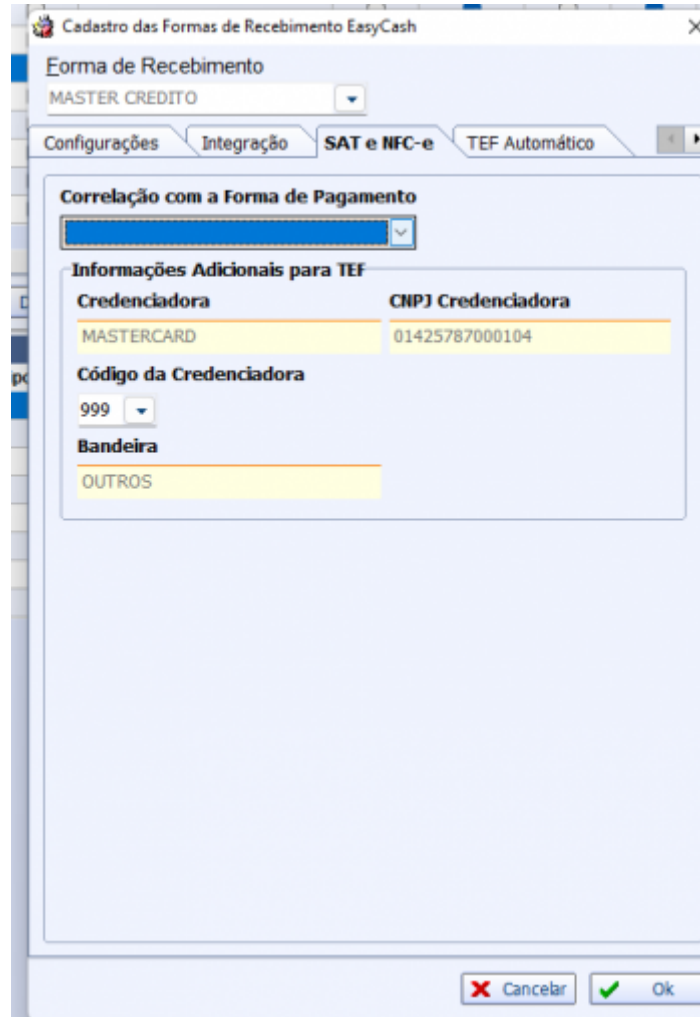 Cadastro das Formas de Recebimento EasyCash
Forma de Recebimento
MASTER CREDITO
Configurações Integração SAT e NFC-e TEF Automático
Correlação com a Forma de Pagamento
Informações Adicionais para TEF
Credenciadora CNPJ Credenciadora
MASTERCARD 01425787000104
Código da Credenciadora
999
Bandeira
OUTROS
Cancelar Ok